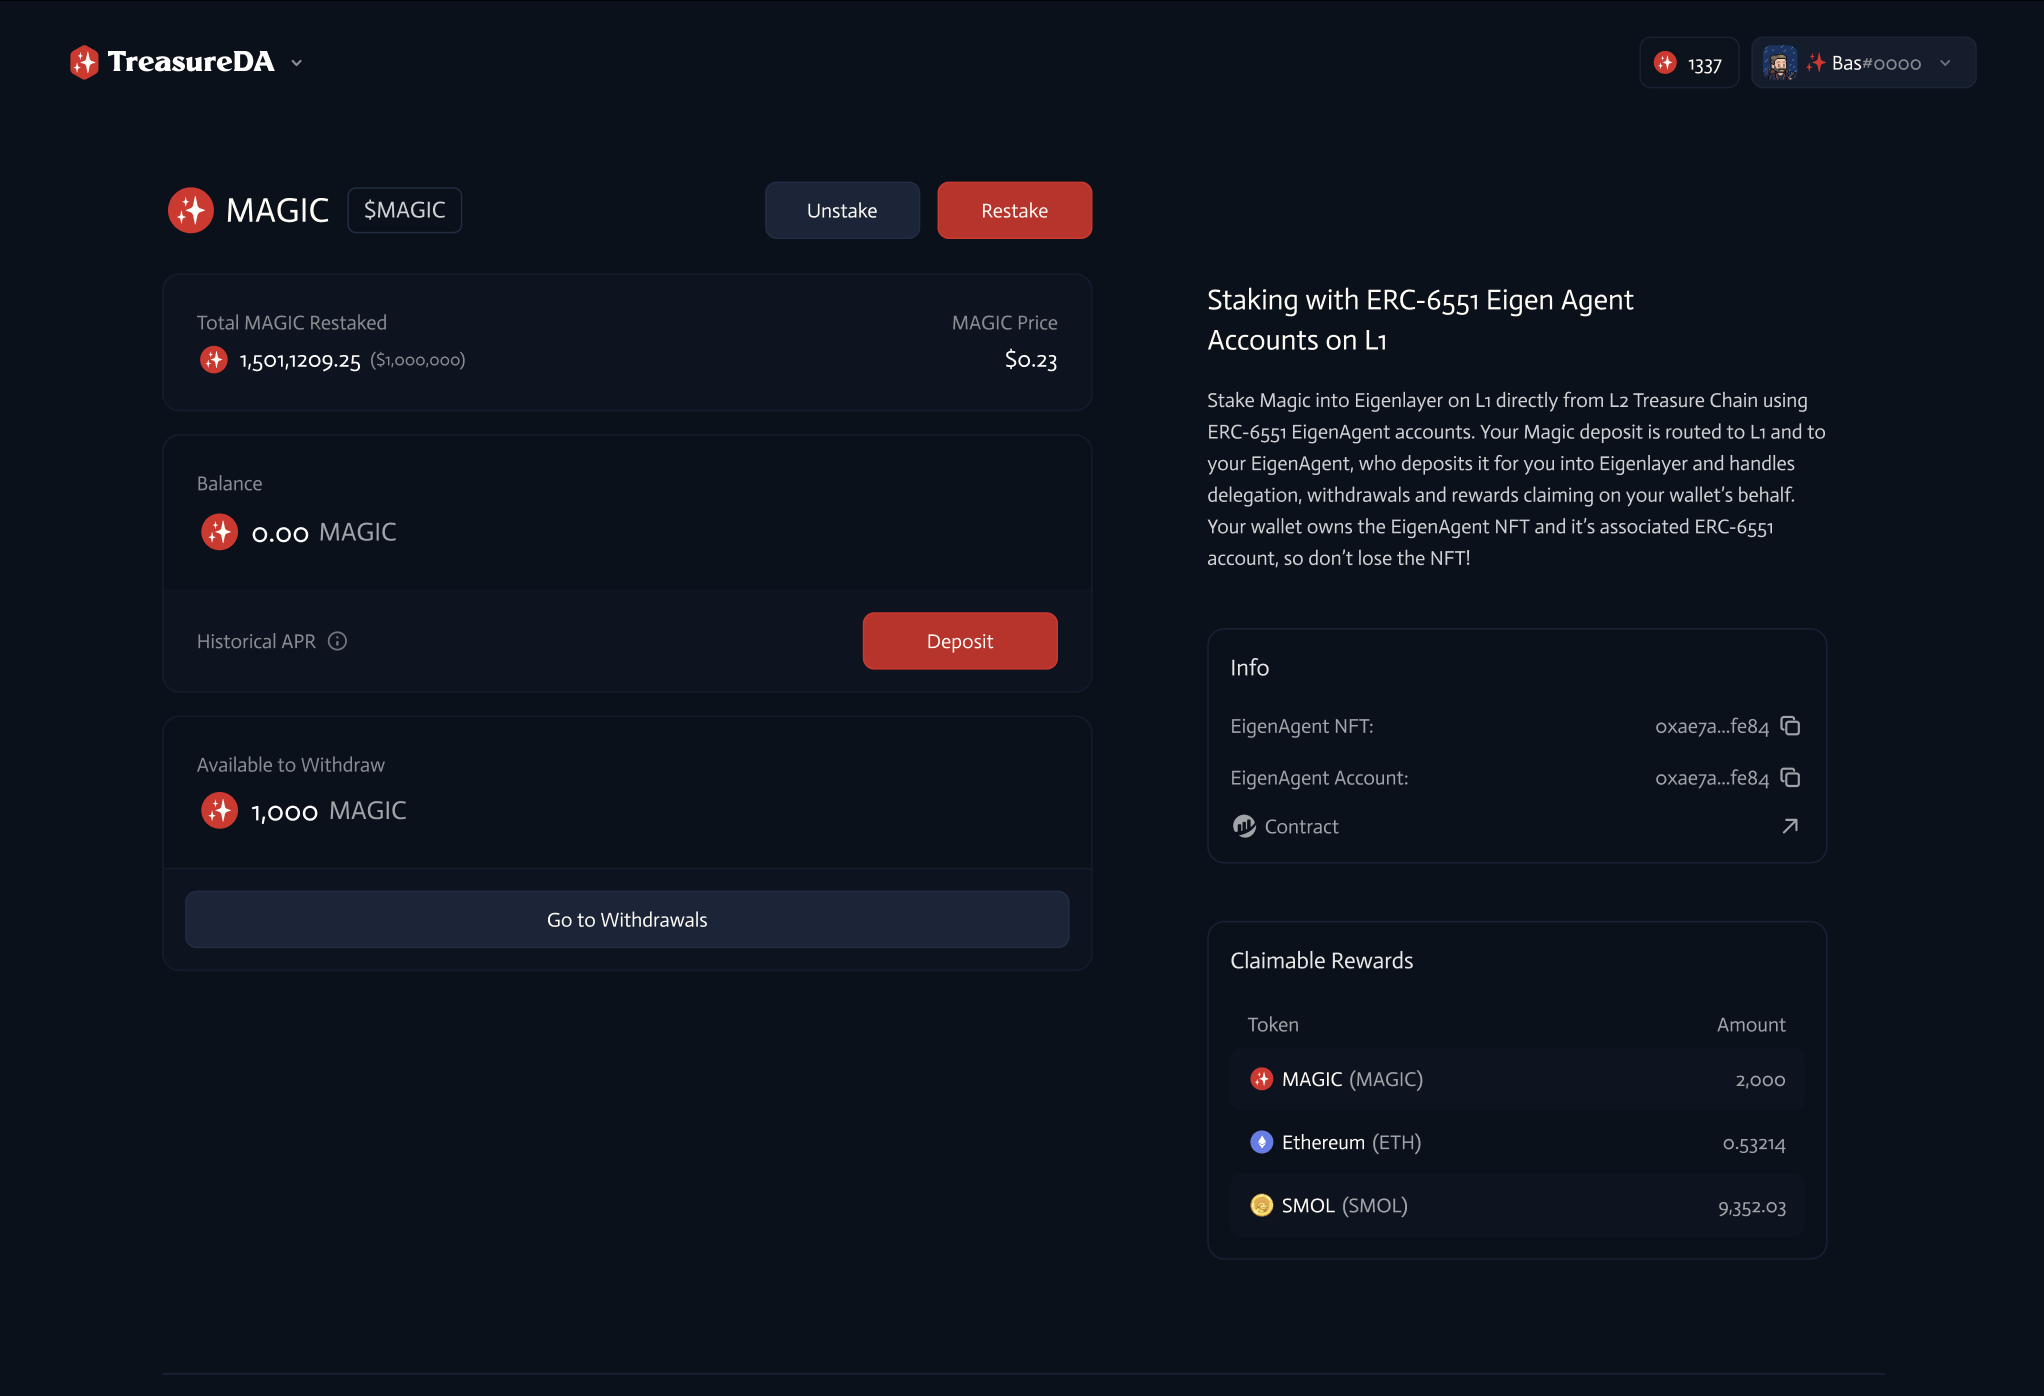 TreasureDA
1337
Bas#0000
MAGIC
$MAGIC
Unstake
Restake
Total MAGIC Restaked
MAGIC Price
1,501,1209.25 ($1,000,000)
$0.23
Balance
0.00 MAGIC
Historical APR
Deposit
Available to Withdraw
1,000 MAGIC
Go to Withdrawals
Staking with ERC-6551 Eigen Agent
Accounts on L1
Stake Magic into Eigenlayer on L1 directly from L2 Treasure Chain using
ERC-6551 EigenAgent accounts. Your Magic deposit is routed to L1 and to
your EigenAgent, who deposits it for you into Eigenlayer and handles
delegation, withdrawals and rewards claiming on your wallet’s behalf.
Your wallet owns the EigenAgent NFT and it’s associated ERC-6551
account, so don’t lose the NFT!
Info
EigenAgent NFT: 0xae7a...fe84
EigenAgent Account: 0xae7a...fe84
Contract
Claimable Rewards
Token Amount
MAGIC (MAGIC) 2,000
Ethereum (ETH) 0.53214
SMOL (SMOL) 9,352.03